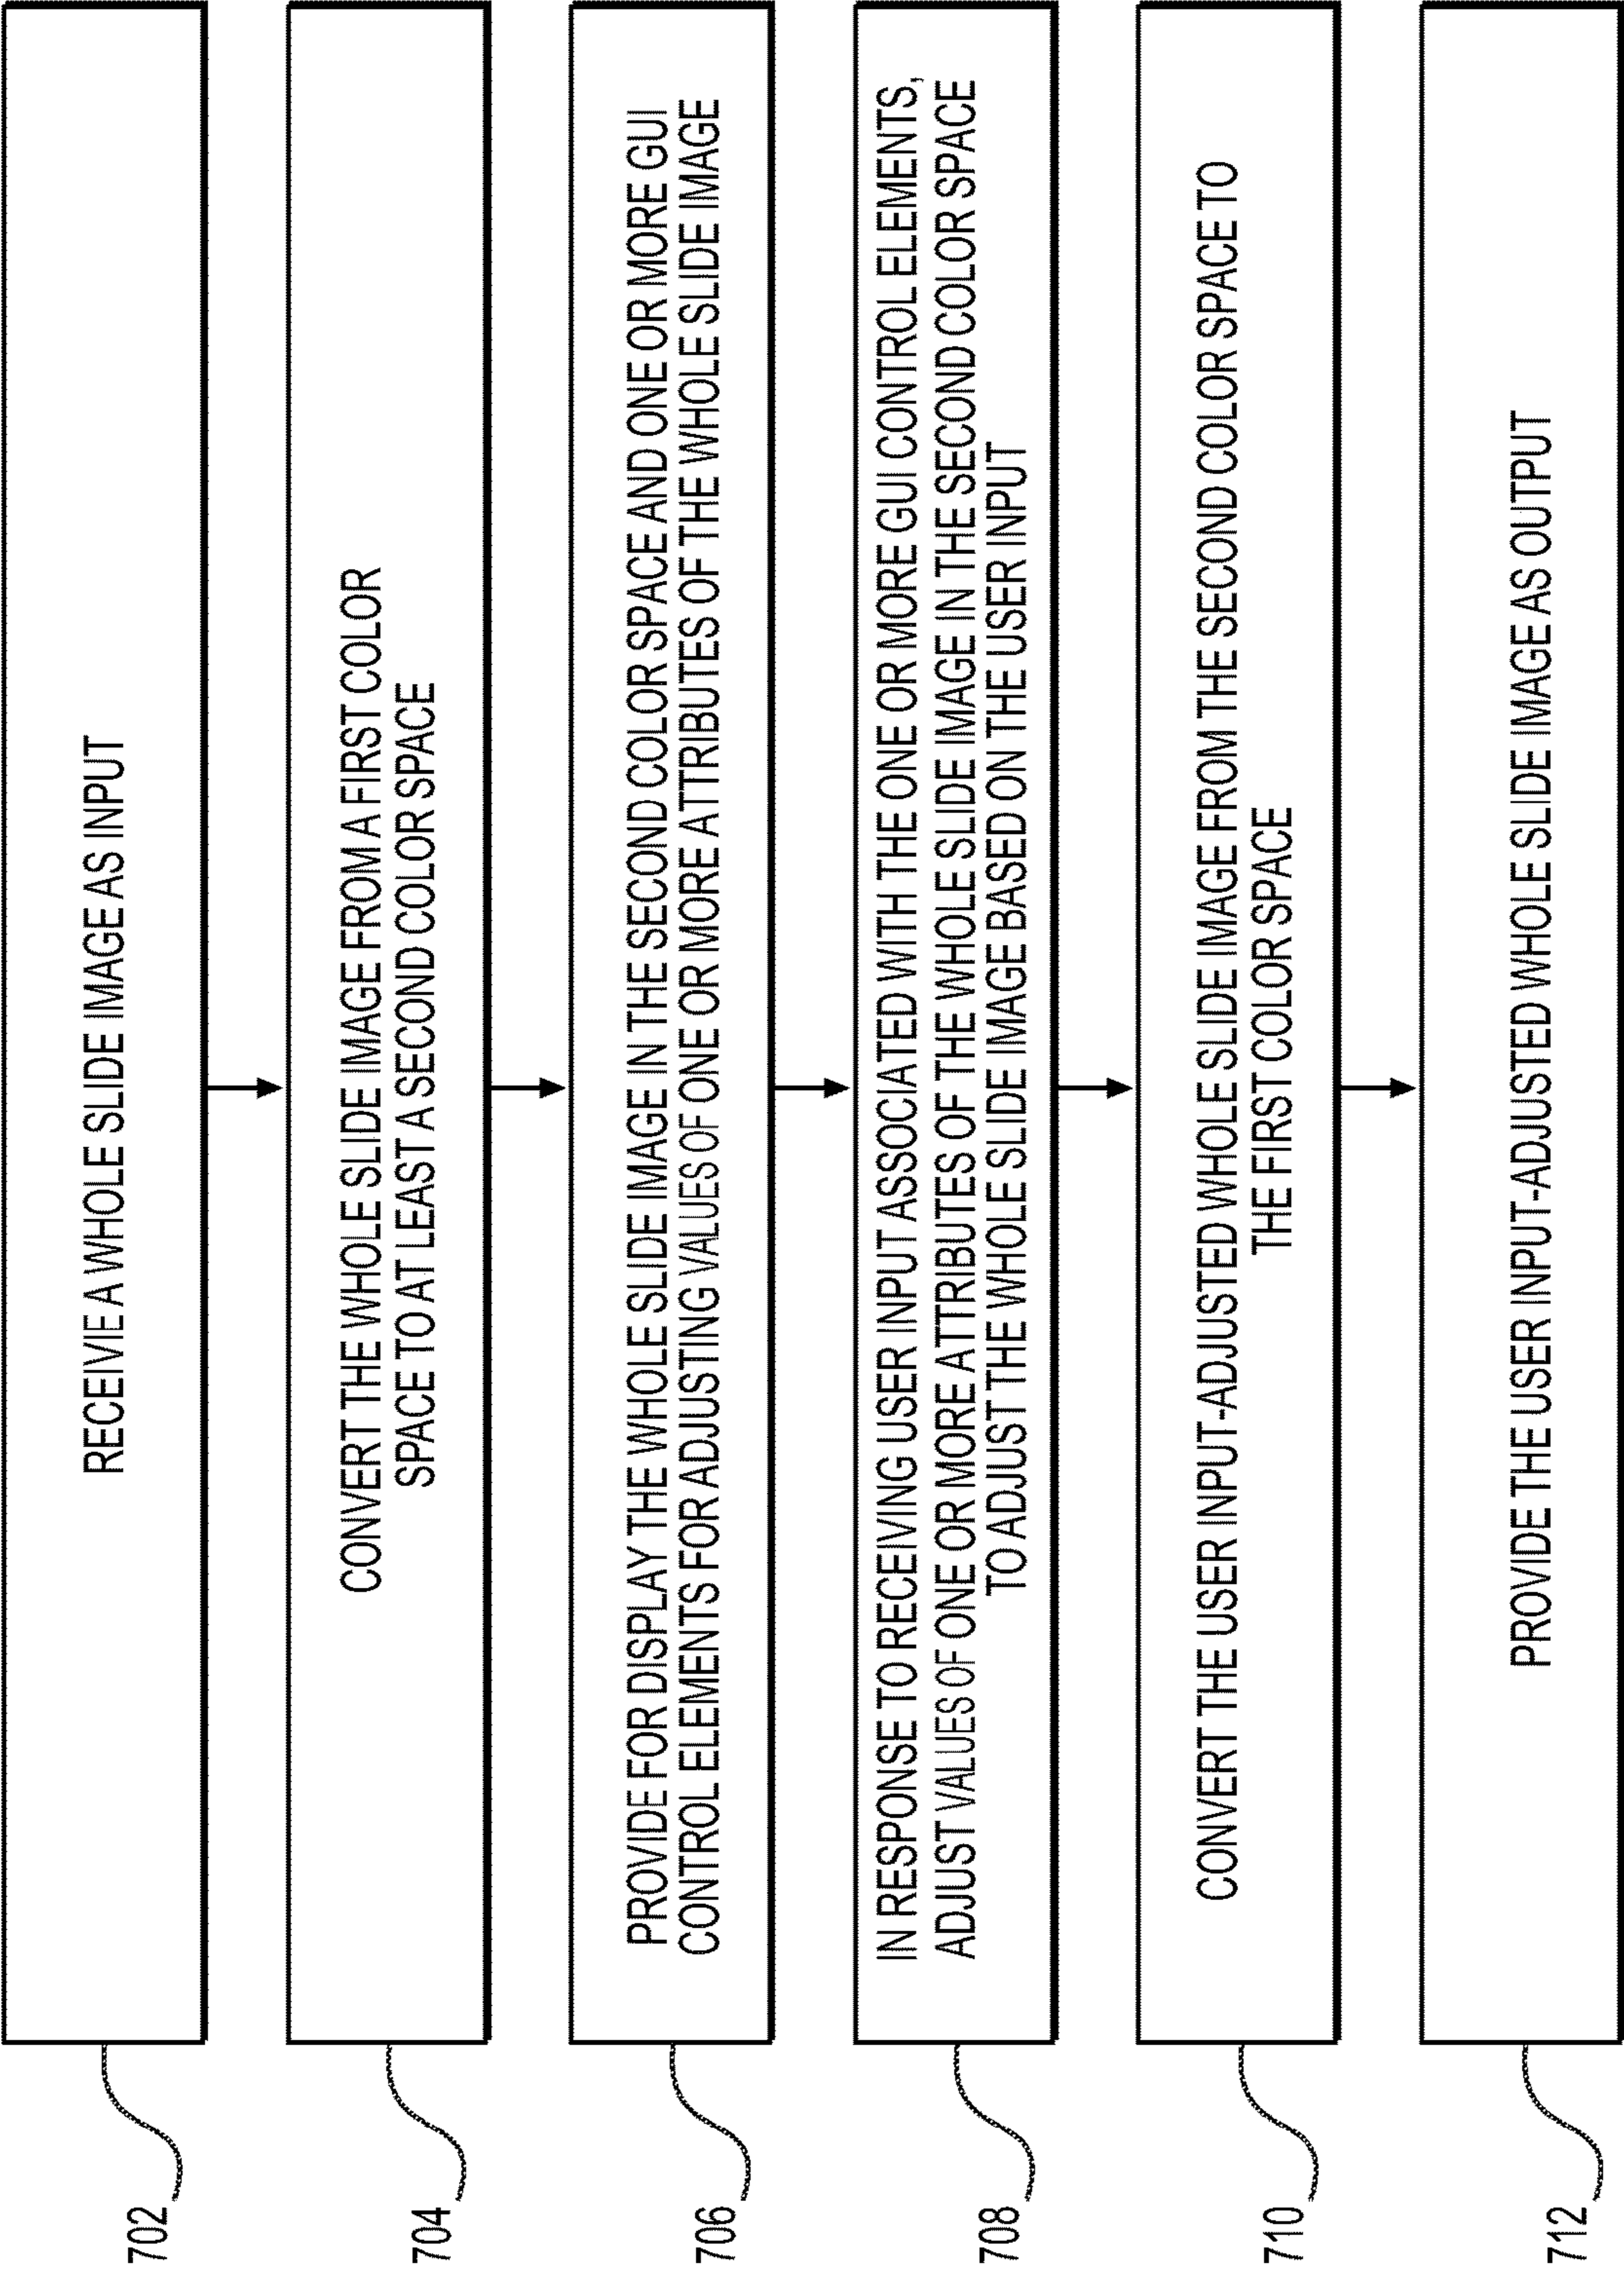 702
RECEIVIE A WHOLE SLIDE IMAGE AS INPUT
704
CONVERT THE WHOLE SLIDE IMAGE FROM A FIRST COLOR
SPACE TO AT LEAST A SECOND COLOR SPACE
706
PROVIDE FOR DISPLAY THE WHOLE SLIDE IMAGE IN THE SECOND COLOR SPACE AND ONE OR MORE GUI
CONTROL ELEMENTS FOR ADJUSTING VALUES OF ONE OR MORE ATTRIBUTES OF THE WHOLE SLIDE IMAGE
708
IN RESPONSE TO RECEIVING USER INPUT ASSOCIATED WITH THE ONE OR MORE GUI CONTROL ELEMENTS,
ADJUST VALUES OF ONE OR MORE ATTRIBUTES OF THE WHOLE SLIDE IMAGE IN THE SECOND COLOR SPACE
TO ADJUST THE WHOLE SLIDE IMAGE BASED ON THE USER INPUT
710
CONVERT THE USER INPUT-ADJUSTED WHOLE SLIDE IMAGE FROM THE SECOND COLOR SPACE TO
THE FIRST COLOR SPACE
712
PROVIDE THE USER INPUT-ADJUSTED WHOLE SLIDE IMAGE AS OUTPUT